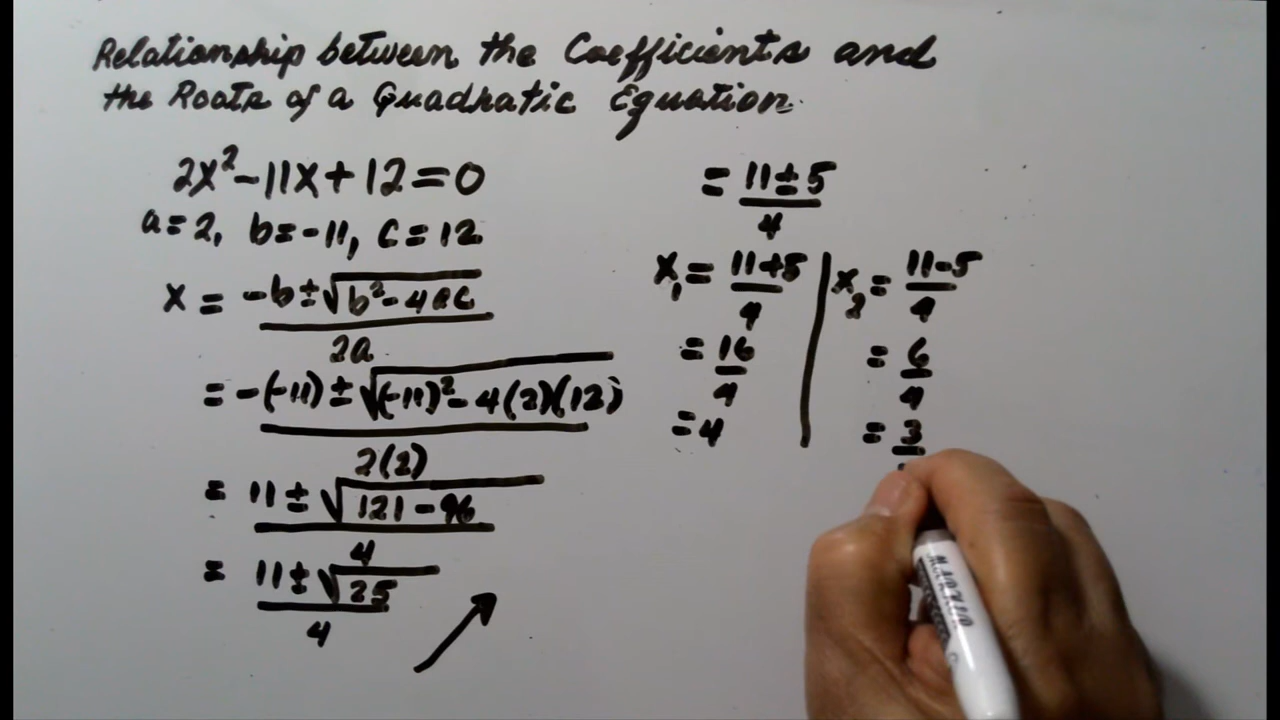 Relationship between the Coefficients and
the Roots of a Quadratic Equation.
2x² - 11x + 12 = 0
a = 2, b = -11, c = 12
x = (-b ± √(b² - 4ac)) / 2a
= (-(-11) ± √((-11)² - 4(2)(12))) / 2(2)
= (11 ± √(121 - 96)) / 4
= (11 ± √25) / 4
= (11 ± 5) / 4
x₁ = (11 + 5) / 4
= 16 / 4
= 4
x₂ = (11 - 5) / 4
= 6 / 4
= 3